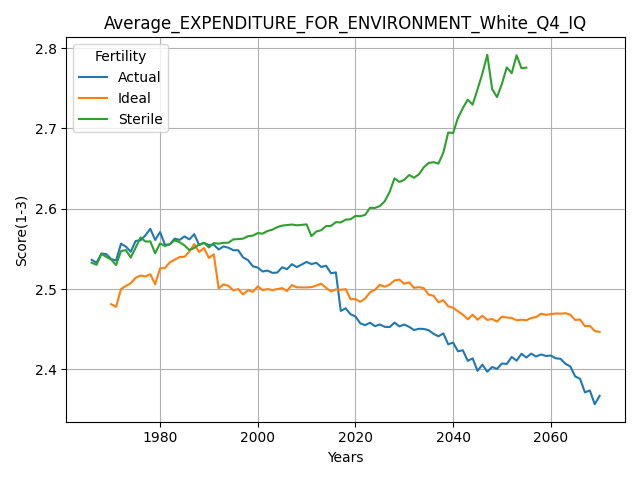 Average_EXPENDITURE_FOR_ENVIRONMENT_White_Q4_IQ
Fertility
Actual
Ideal
Sterile
Score(1-3)
2.8
2.7
2.6
2.5
2.4
1980 2000 2020 2040 2060
Years